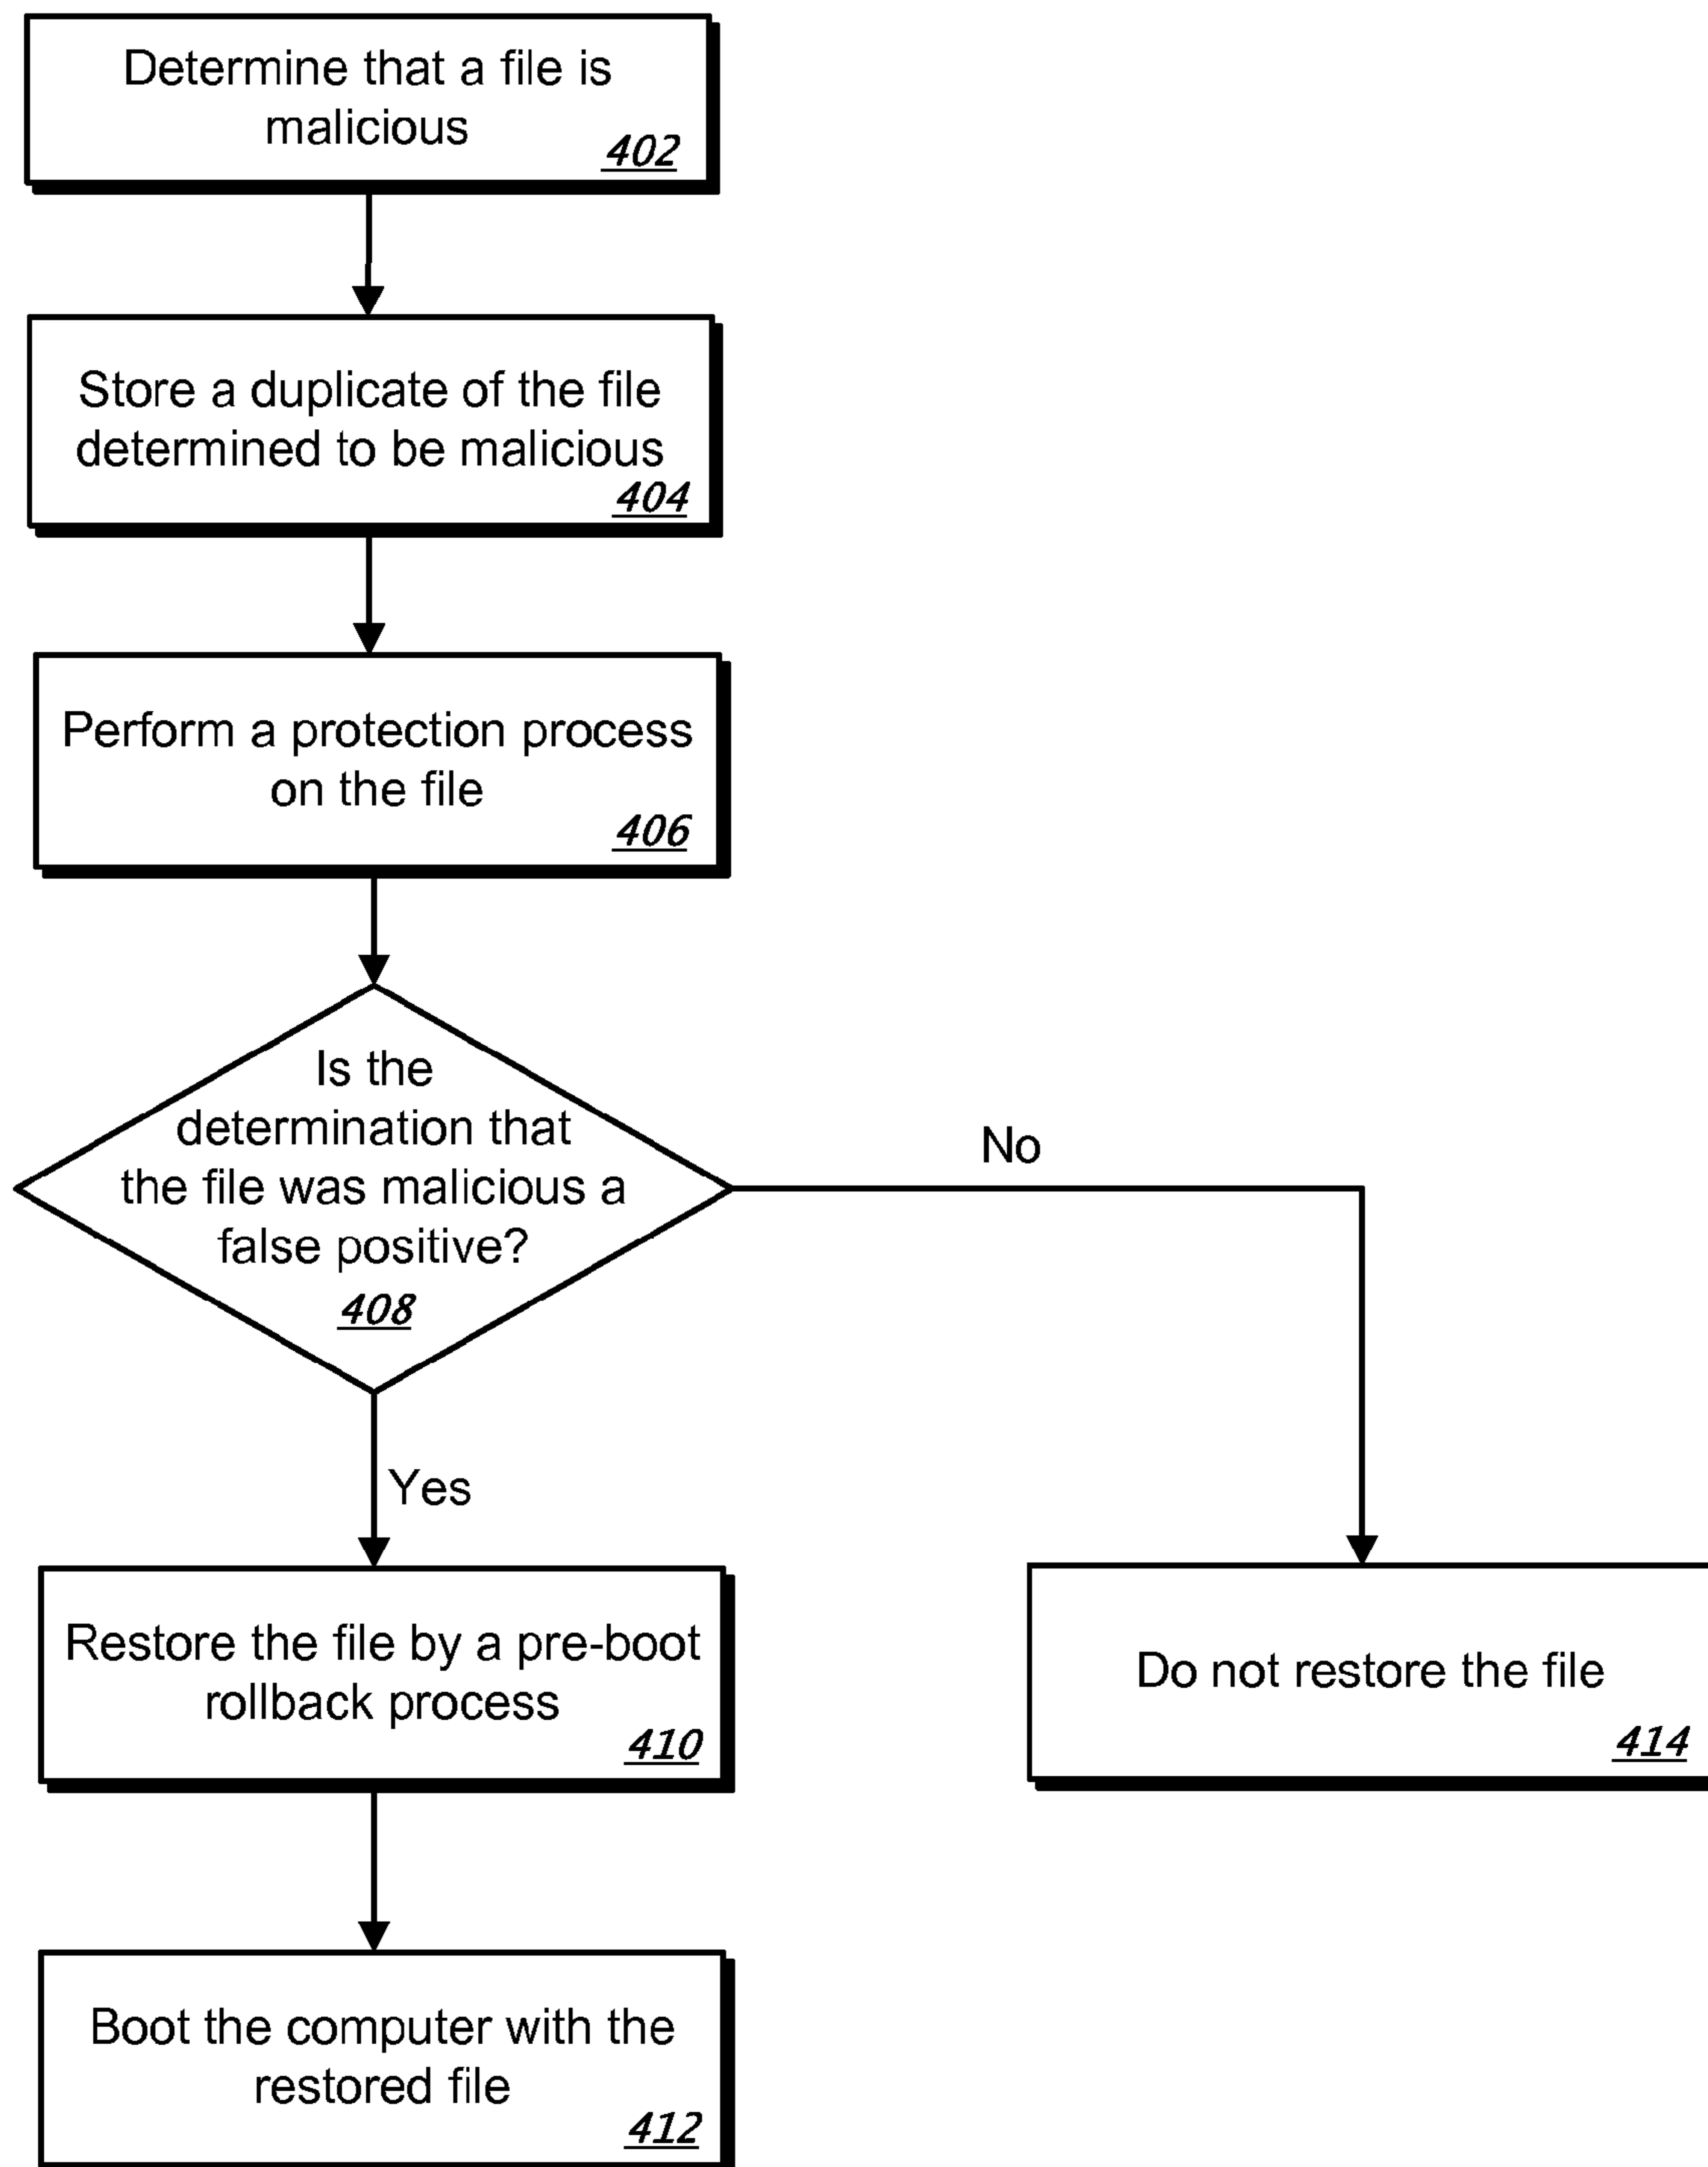 Determine that a file is
malicious
402
Store a duplicate of the file
determined to be malicious
404
Perform a protection process
on the file
406
Is the
determination that
the file was malicious a
false positive?
408
No
Yes
Restore the file by a pre-boot
rollback process
410
Do not restore the file
414
Boot the computer with the
restored file
412